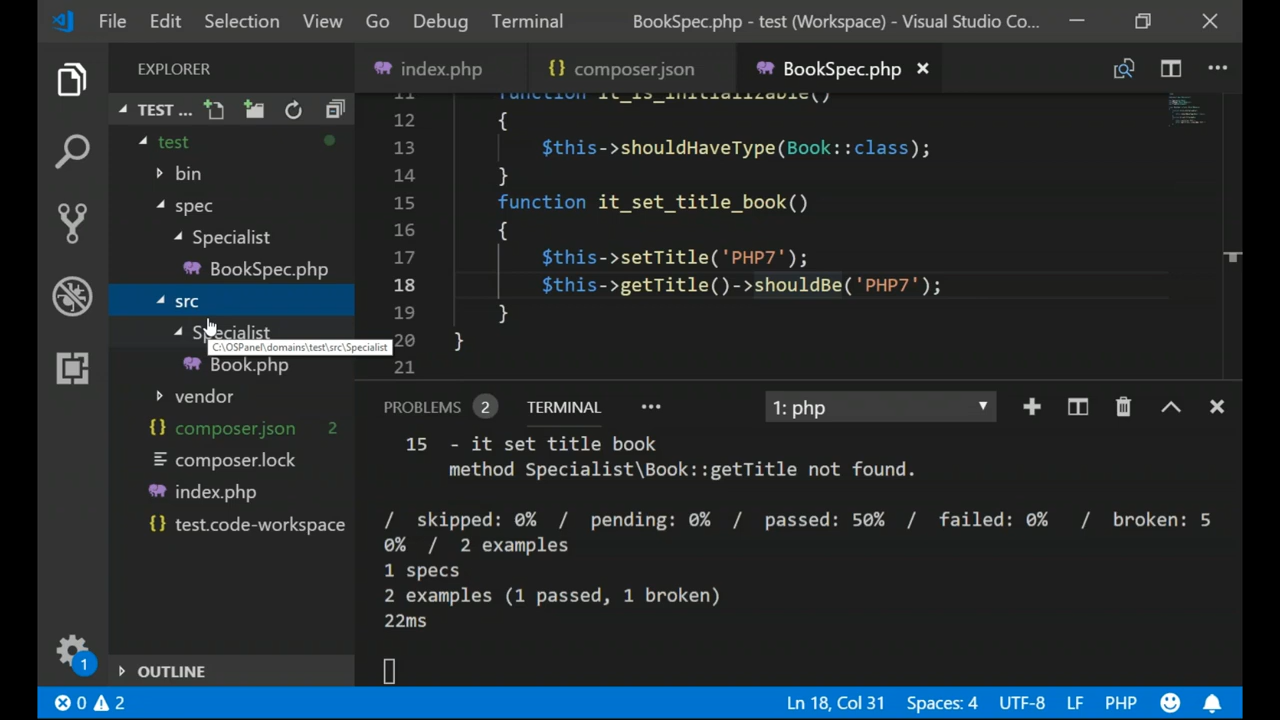 File Edit Selection View Go Debug Terminal BookSpec.php - test (Workspace) - Visual Studio Co...
EXPLORER
index.php
composer.json
BookSpec.php
TEST ...
test
bin
spec
Specialist
BookSpec.php
src
Specialist
C:\OSPanel\domains\test\src\Specialist
Book.php
vendor
composer.json 2
composer.lock
index.php
test.code-workspace
OUTLINE
11 function it_is_initializable()
12 {
13 $this->shouldHaveType(Book::class);
14 }
15 function it_set_title_book()
16 {
17 $this->setTitle('PHP7');
18 $this->getTitle()->shouldBe('PHP7');
19 }
20 }
21
PROBLEMS 2 TERMINAL ... 1: php
15 - it set title book
method Specialist\Book::getTitle not found.
/ skipped: 0% / pending: 0% / passed: 50% / failed: 0% / broken: 5
0% / 2 examples
1 specs
2 examples (1 passed, 1 broken)
22ms
1
0 2 Ln 18, Col 31 Spaces: 4 UTF-8 LF PHP